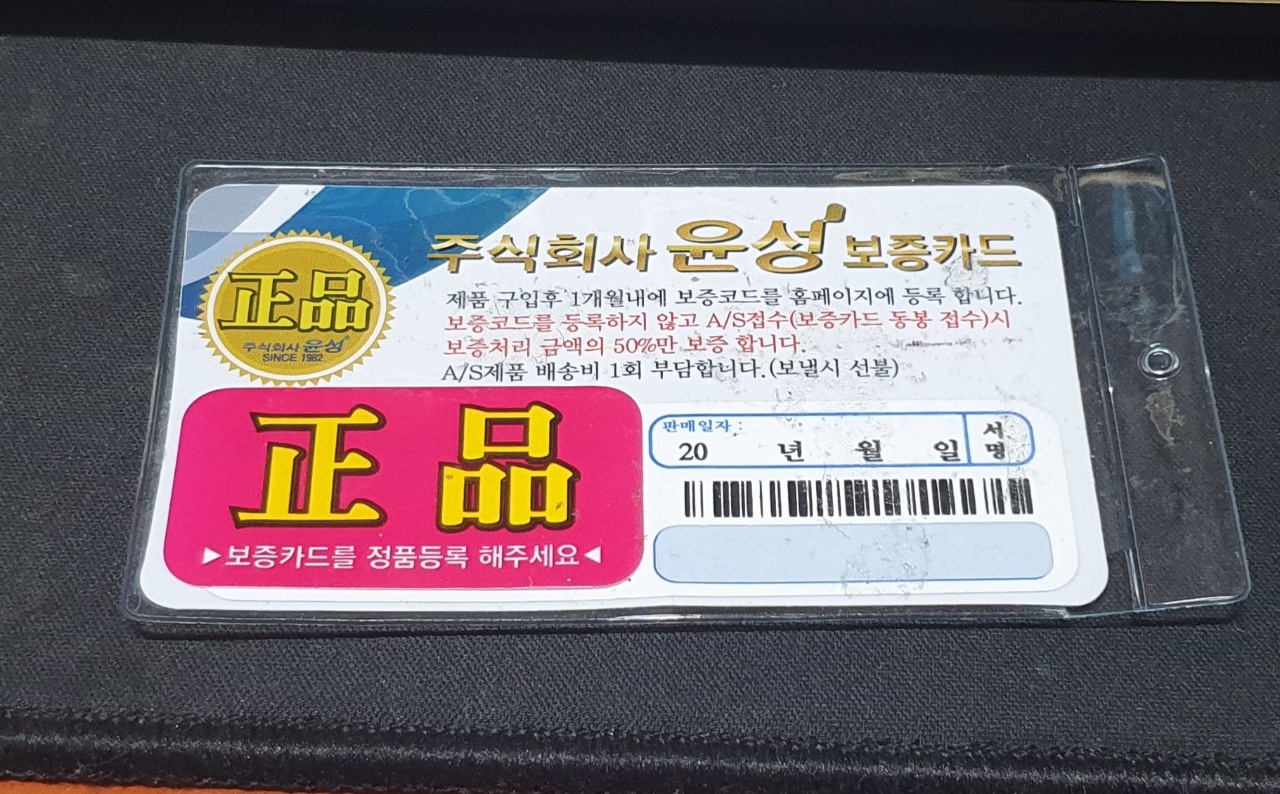 주식회사 윤성 보증카드
正品
주식회사 윤성
SINCE 1982
제품 구입후 1개월내에 보증코드를 홈페이지에 등록 합니다.
보증코드를 등록하지 않고 A/S접수(보증카드 동봉 접수)시
보증처리 금액의 50%만 보증 합니다.
A/S제품 배송비 1회 부담합니다.(보낼시 선불)
正品
▶보증카드를 정품등록 해주세요◀
판매일자 :
20 년 월 일
서명